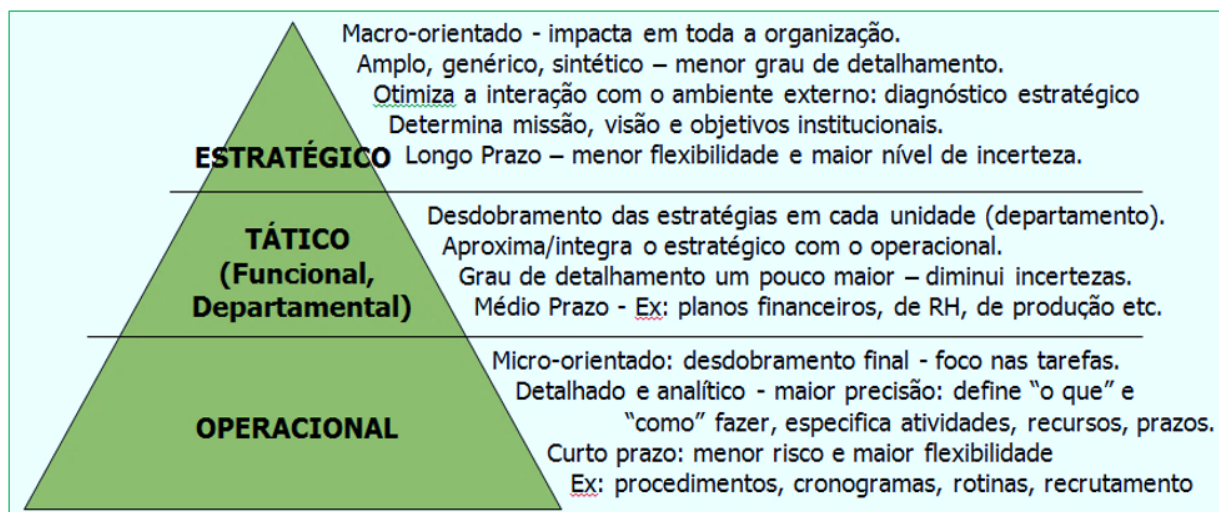 Macro-orientado - impacta em toda a organização.
Amplo, genérico, sintético – menor grau de detalhamento.
Otimiza a interação com o ambiente externo: diagnóstico estratégico
Determina missão, visão e objetivos institucionais.
ESTRATÉGICO
Longo Prazo – menor flexibilidade e maior nível de incerteza.
TÁTICO
(Funcional,
Departamental)
Desdobramento das estratégias em cada unidade (departamento).
Aproxima/integra o estratégico com o operacional.
Grau de detalhamento um pouco maior – diminui incertezas.
Médio Prazo - Ex: planos financeiros, de RH, de produção etc.
OPERACIONAL
Micro-orientado: desdobramento final - foco nas tarefas.
Detalhado e analítico - maior precisão: define “o que” e
“como” fazer, especifica atividades, recursos, prazos.
Curto prazo: menor risco e maior flexibilidade
Ex: procedimentos, cronogramas, rotinas, recrutamento